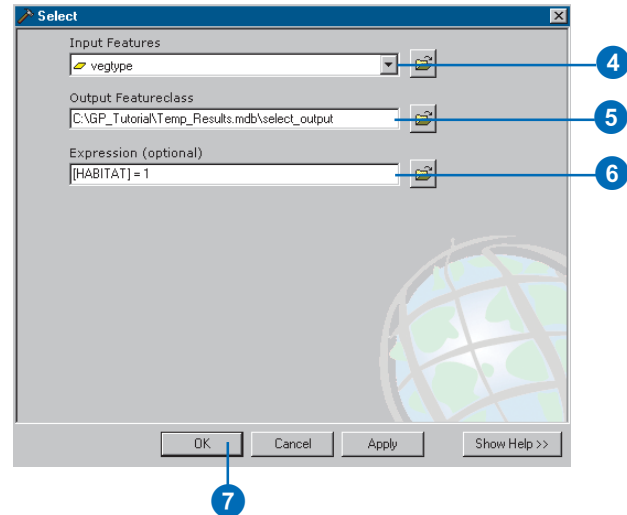 Select
Input Features
vegtype
4
Output Featureclass
C:\GP_Tutorial\Temp_Results.mdb\select_output
5
Expression (optional)
[HABITAT] = 1
6
OK Cancel Apply Show Help >>
7